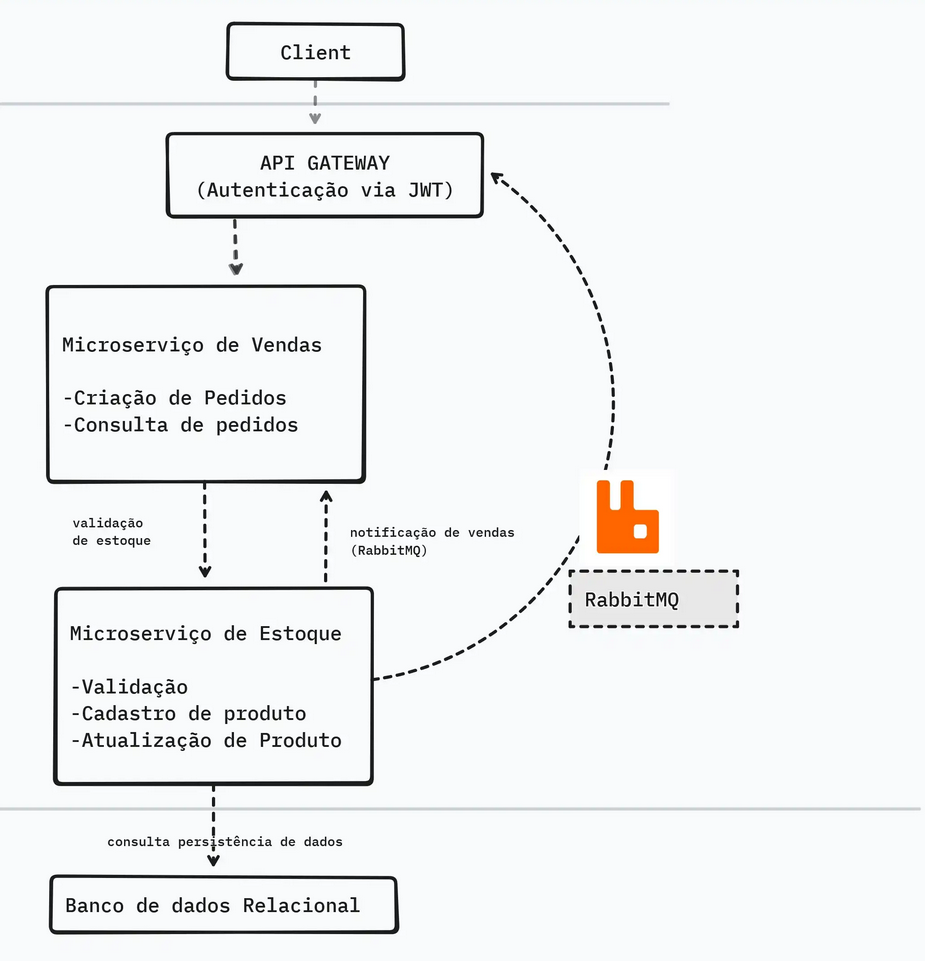 Client
API GATEWAY
(Autenticação via JWT)
Microserviço de Vendas
-Criação de Pedidos
-Consulta de pedidos
validação
de estoque
notificação de vendas
(RabbitMQ)
RabbitMQ
Microserviço de Estoque
-Validação
-Cadastro de produto
-Atualização de Produto
consulta persistência de dados
Banco de dados Relacional